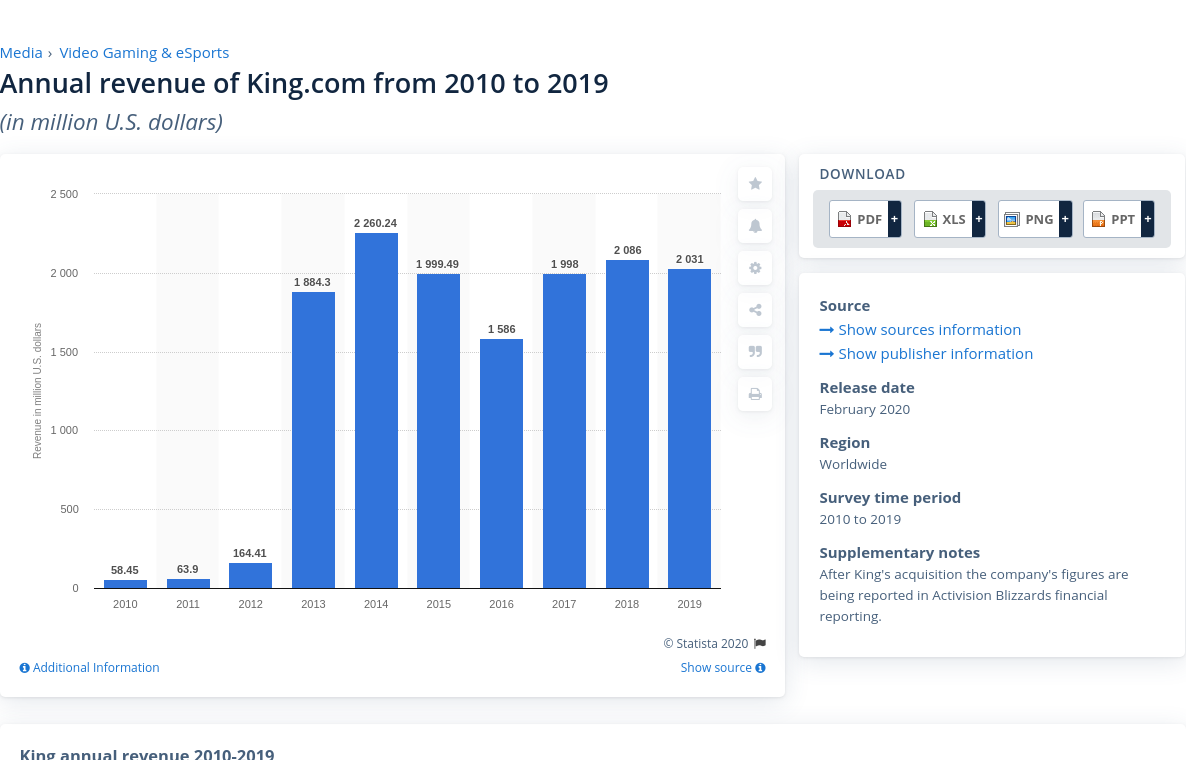 Media › Video Gaming & eSports
Annual revenue of King.com from 2010 to 2019
(in million U.S. dollars)
Revenue in million U.S. dollars
2 500
2 000
1 500
1 000
500
0
58.45
63.9
164.41
1 884.3
2 260.24
1 999.49
1 586
1 998
2 086
2 031
2010
2011
2012
2013
2014
2015
2016
2017
2018
2019
© Statista 2020
Additional Information
Show source
DOWNLOAD
PDF +
XLS +
PNG +
PPT +
Source
Show sources information
Show publisher information
Release date
February 2020
Region
Worldwide
Survey time period
2010 to 2019
Supplementary notes
After King's acquisition the company's figures are
being reported in Activision Blizzards financial
reporting.
King annual revenue 2010-2019